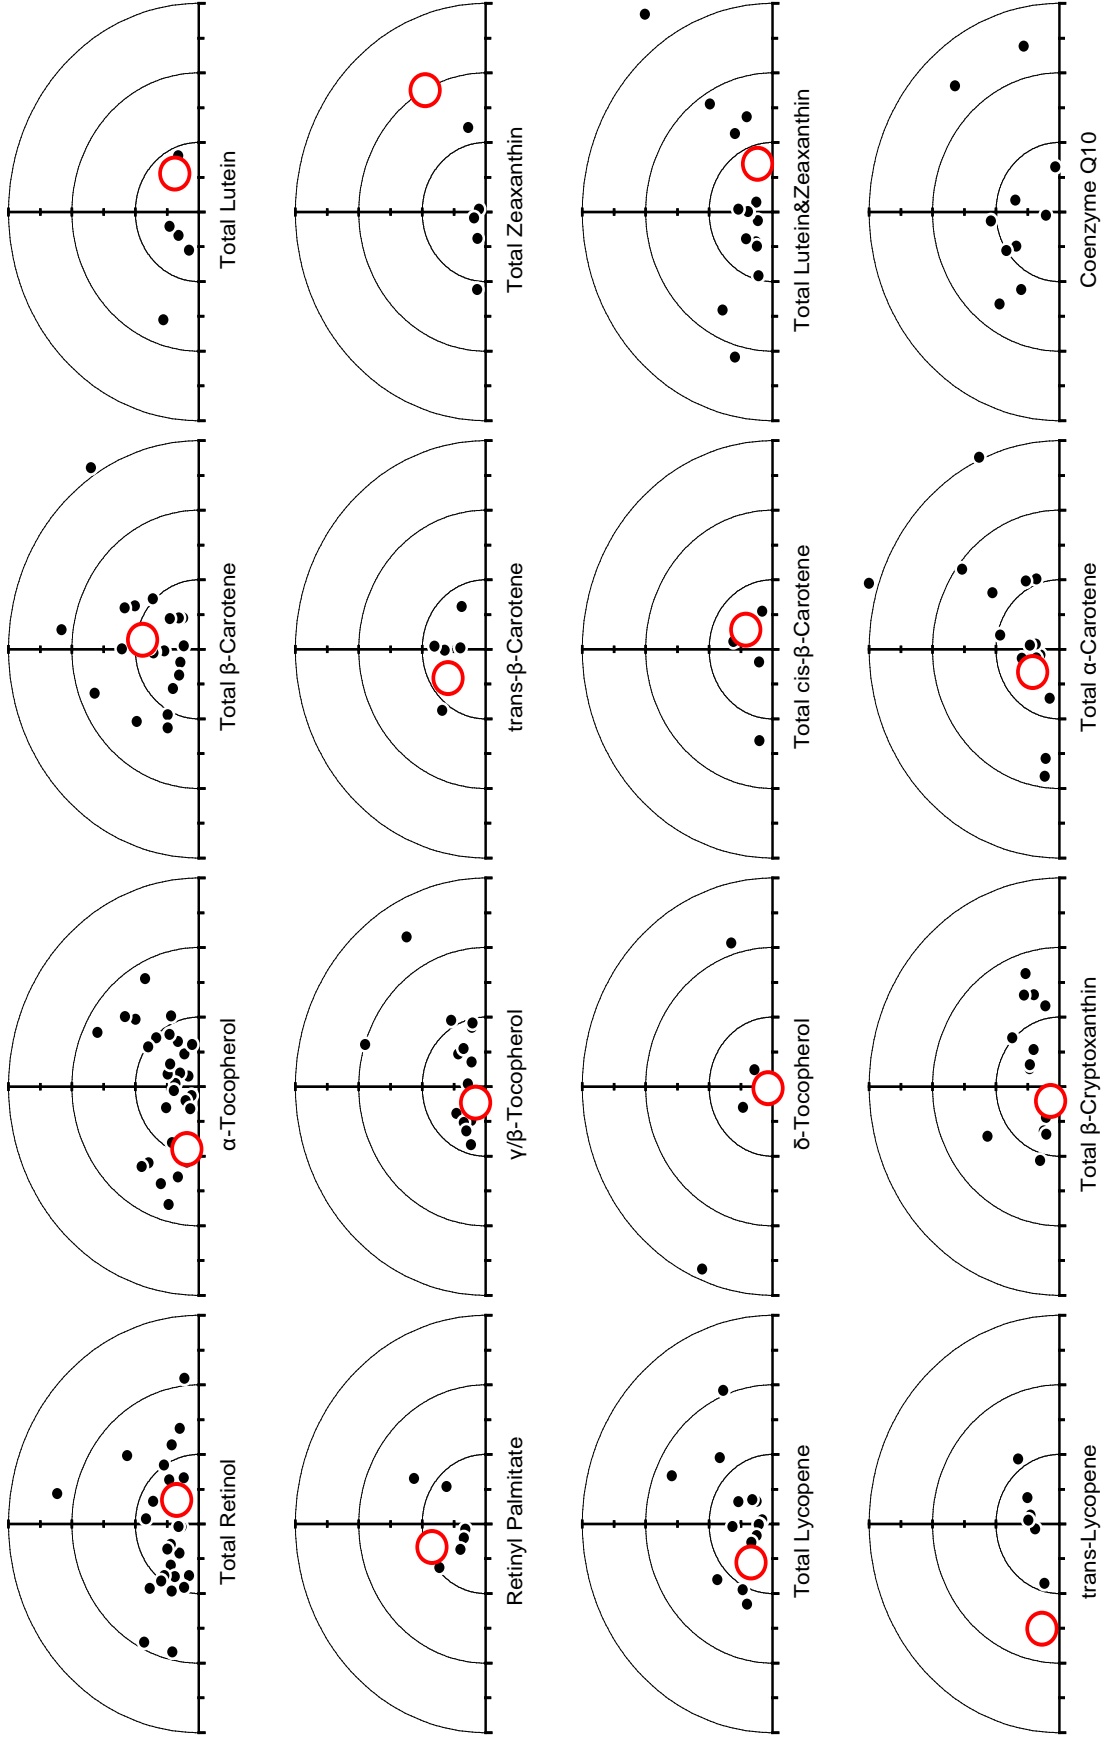 Total Retinol
α-Tocopherol
Total β-Carotene
Total Lutein
Retinyl Palmitate
γ/β-Tocopherol
trans-β-Carotene
Total Zeaxanthin
Total Lycopene
δ-Tocopherol
Total cis-β-Carotene
Total Lutein&Zeaxanthin
trans-Lycopene
Total β-Cryptoxanthin
Total α-Carotene
Coenzyme Q10